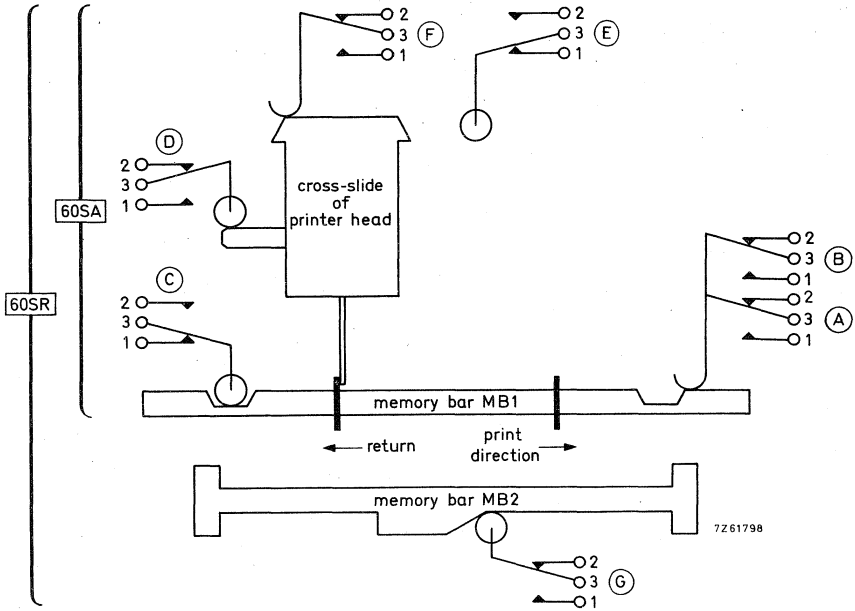 2
3 F
1
2
3 E
1
D
2
3
1
60SA
cross-slide
of
printer head
C
2
3
1
60SR
2
3 B
1
2
3 A
1
memory bar MB1
return
print
direction
memory bar MB2
7Z61798
2
3 G
1